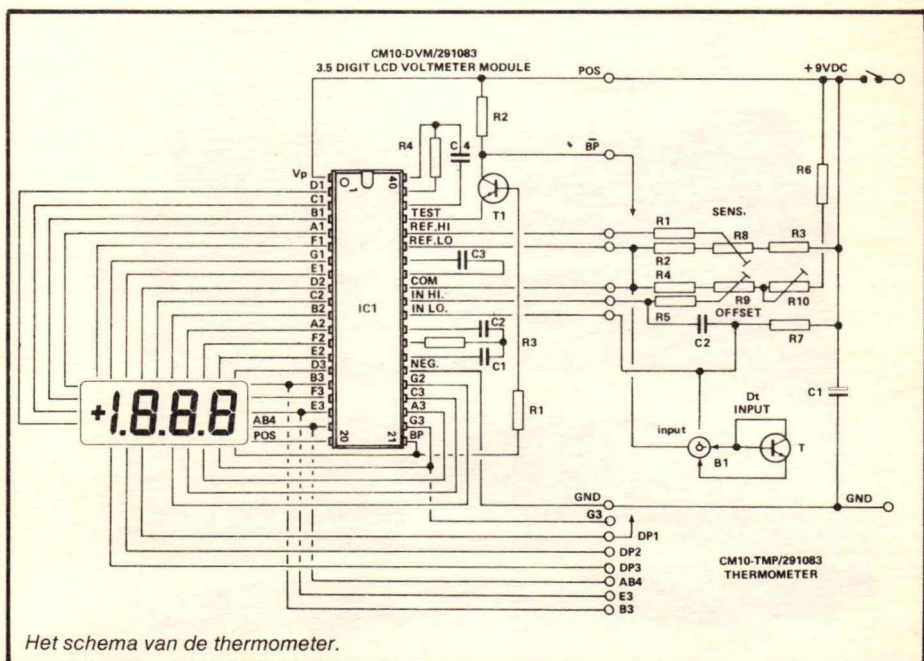 CM10-DVM/291083
3.5 DIGIT LCD VOLTMETER MODULE
POS
+9VDC
R2
BP
R4
C4
R6
Vp
D1
C1
B1
A1
F1
G1
E1
D2
C2
B2
A2
F2
E2
D3
B3
F3
E3
AB4
POS
1
40
20
21
IC1
TEST
REF.HI
REF.LO
COM
IN HI.
IN LO.
NEG.
G2
C3
A3
G3
BP
T1
C3
C2
R3
C1
R1
+1.8.8.8
R1
SENS.
R2
R8
R3
R4
R9
R10
R5
OFFSET
C2
R7
C1
Dt
INPUT
input
B1
T
GND
GND
G3
DP1
DP2
DP3
AB4
E3
B3
CM10-TMP/291083
THERMOMETER
Het schema van de thermometer.